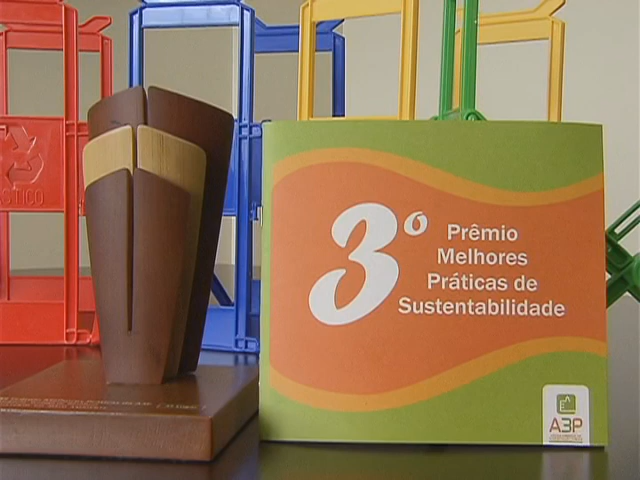 3º
Prêmio
Melhores
Práticas de
Sustentabilidade
A3P